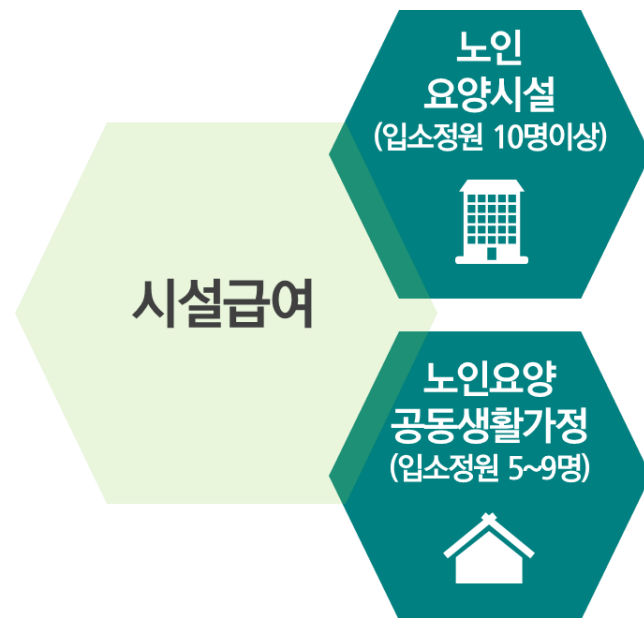 시설급여
노인
요양시설
(입소정원 10명이상)
노인요양
공동생활가정
(입소정원 5~9명)